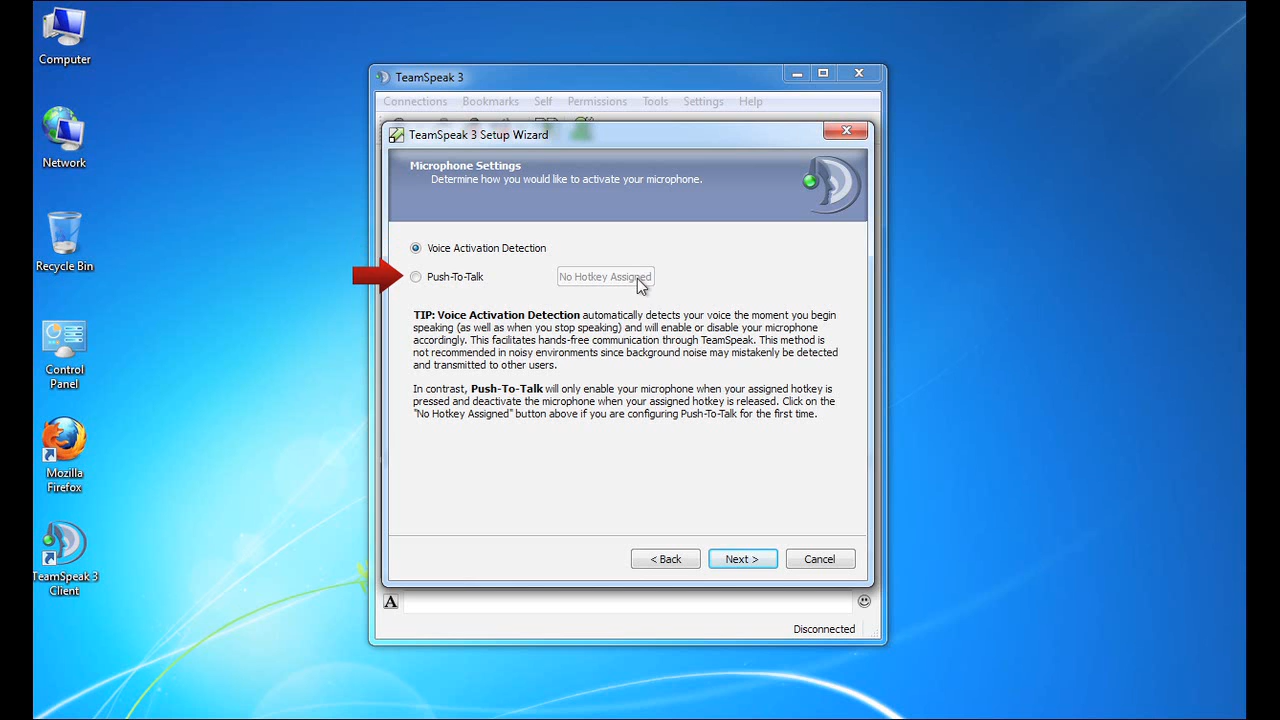 Computer
Network
Recycle Bin
Control
Panel
Mozilla
Firefox
TeamSpeak 3
Client
TeamSpeak 3
Connections Bookmarks Self Permissions Tools Settings Help
TeamSpeak 3 Setup Wizard
Microphone Settings
Determine how you would like to activate your microphone.
Voice Activation Detection
Push-To-Talk No Hotkey Assigned
TIP: Voice Activation Detection automatically detects your voice the moment you begin
speaking (as well as when you stop speaking) and will enable or disable your microphone
accordingly. This facilitates hands-free communication through TeamSpeak. This method is
not recommended in noisy environments since background noise may mistakenly be detected
and transmitted to other users.
In contrast, Push-To-Talk will only enable your microphone when your assigned hotkey is
pressed and deactivate the microphone when your assigned hotkey is released. Click on the
"No Hotkey Assigned" button above if you are configuring Push-To-Talk for the first time.
< Back Next > Cancel
A
Disconnected